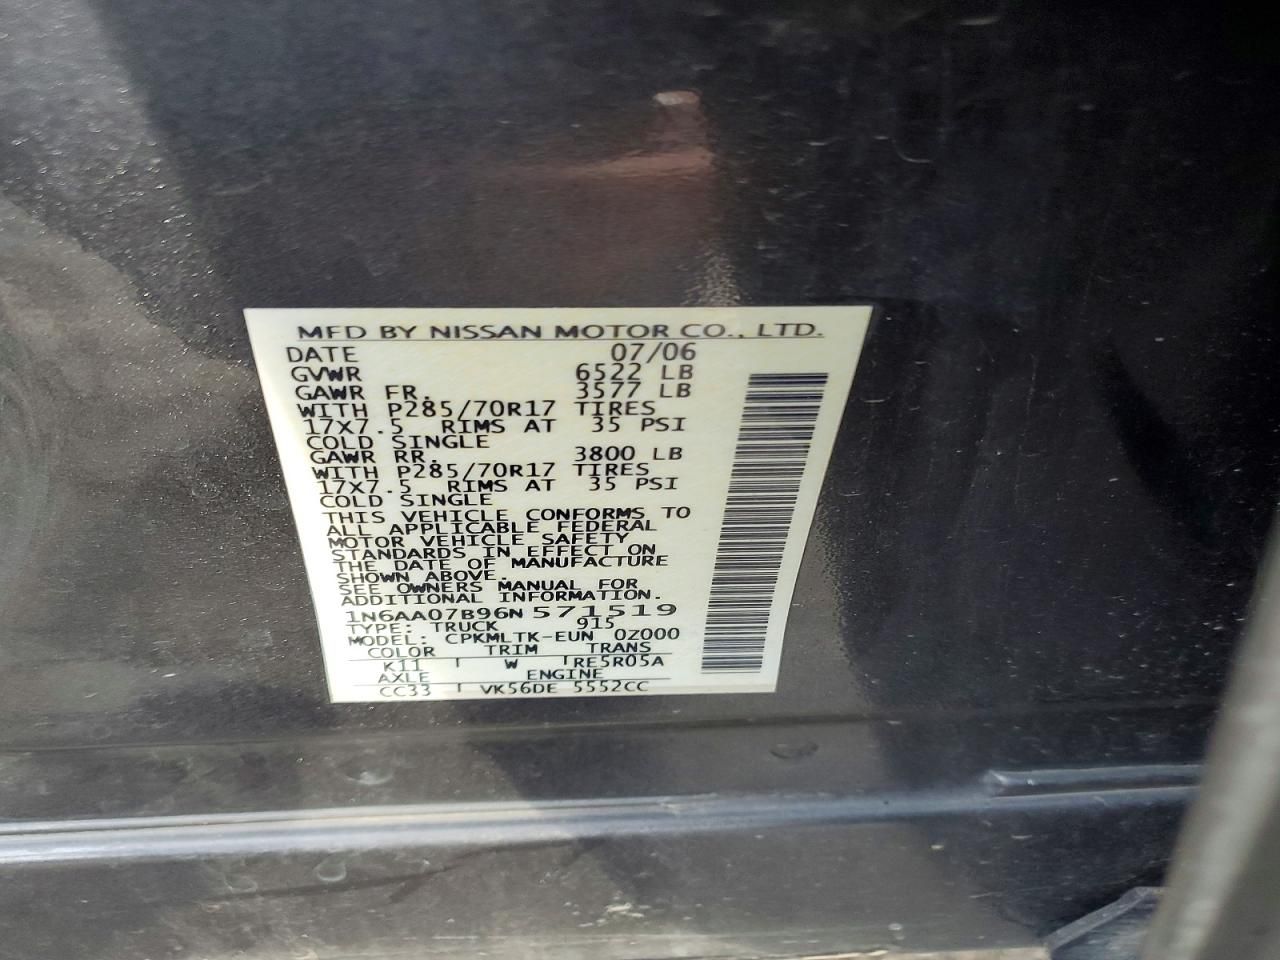 MFD BY NISSAN MOTOR CO., LTD.
DATE 07/06
GVWR 6522 LB
GAWR FR. 3577 LB
WITH P285/70R17 TIRES
17X7.5 RIMS AT 35 PSI
COLD SINGLE
GAWR RR. 3800 LB
WITH P285/70R17 TIRES
17X7.5 RIMS AT 35 PSI
COLD SINGLE
THIS VEHICLE CONFORMS TO
ALL APPLICABLE FEDERAL
MOTOR VEHICLE SAFETY
STANDARDS IN EFFECT ON
THE DATE OF MANUFACTURE
SHOWN ABOVE.
SEE OWNERS MANUAL FOR
ADDITIONAL INFORMATION.
1N6AA07B96N 571519
TYPE: TRUCK 915
MODEL: CPKMLTK-EUN 0Z000
COLOR TRIM TRANS
K11 W RE5R05A
AXLE ENGINE
CC33 VK56DE 5552CC